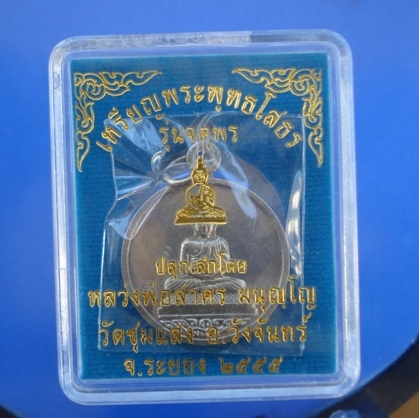 เหรียญพระพุทธโสธร
รุ่นจตุพร
ปลุกเสกโดย
หลวงพ่อสาคร มนุญฺโญ
วัดชุมแสง อ.วังจันทร์
จ.ระยอง ๒๕๕๕